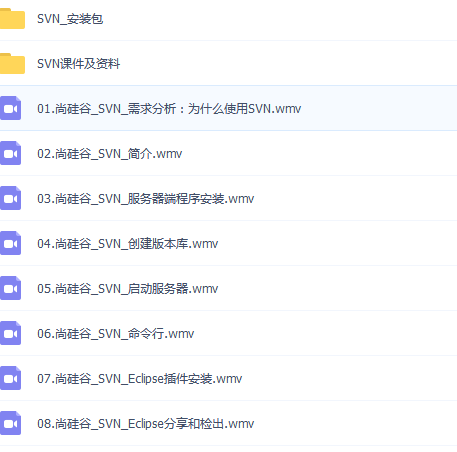 SVN_安装包
SVN课件及资料
01.尚硅谷_SVN_需求分析：为什么使用SVN.wmv
02.尚硅谷_SVN_简介.wmv
03.尚硅谷_SVN_服务器端程序安装.wmv
04.尚硅谷_SVN_创建版本库.wmv
05.尚硅谷_SVN_启动服务器.wmv
06.尚硅谷_SVN_命令行.wmv
07.尚硅谷_SVN_Eclipse插件安装.wmv
08.尚硅谷_SVN_Eclipse分享和检出.wmv